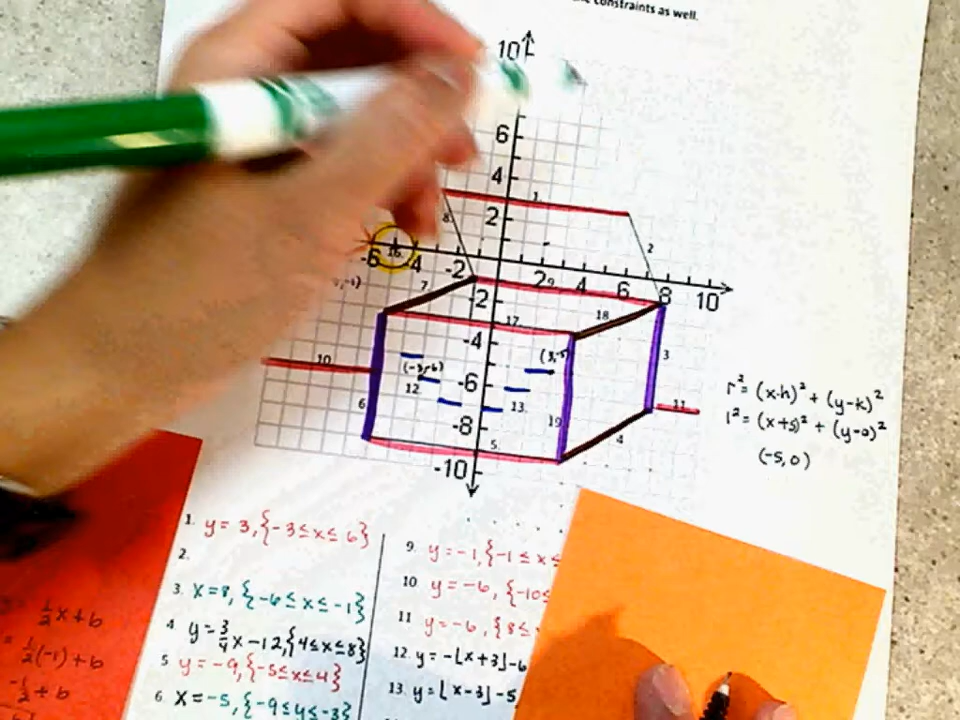 constraints as well.
10
6
4
2
-6 -4 -2 2 4 6 8 10
-2
-4
-6
-8
-10
1.
2
3
4
5
6
7
8.
9
10
11
12
13
16
17
18
19
(-3,-6)
r² = (x-h)² + (y-k)²
1² = (x+5)² + (y-0)²
(-5,0)
1. y = 3, {-3≤x≤6}
2.
3. x = 8, {-6≤x≤-1}
4. y = 3/4 x - 12, {4≤x≤8}
5 y = -9, {-5≤x≤4}
6. x = -5, {-9≤y≤-3}
9. y = -1, {-1≤x≤
10. y = -6, {-10≤
11 y = -6, {8≤
12. y = -⌊x+3⌋-6
13. y = ⌊x-3⌋-5
1/2 x + b
= 1/2(-1) + b
-1/2 + b